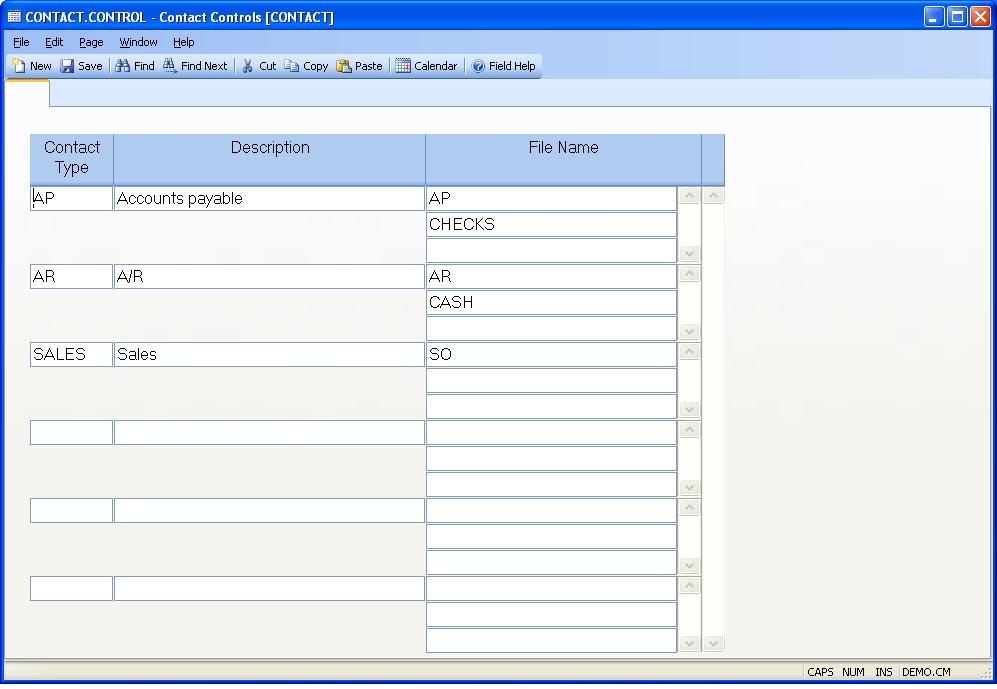 CONTACT.CONTROL - Contact Controls [CONTACT]
File Edit Page Window Help
New Save Find Find Next Cut Copy Paste Calendar Field Help
Contact Type Description File Name
AP Accounts payable AP
CHECKS
AR A/R AR
CASH
SALES Sales SO
CAPS NUM INS DEMO.CM